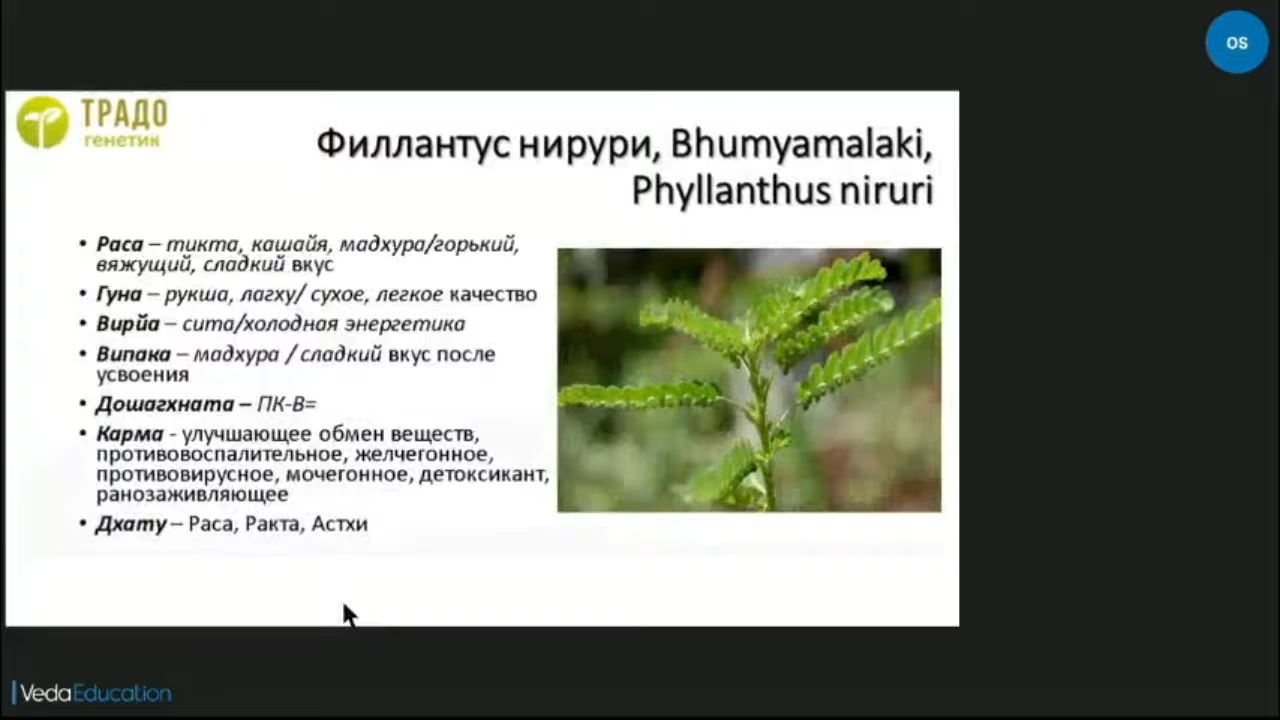 OS
ТРАДО
генетик
Филлантус нирури, Bhumyamalaki,
Phyllanthus niruri
• Раса – тикта, кашайя, мадхура/горький,
вяжущий, сладкий вкус
• Гуна – рукша, лагху/ сухое, легкое качество
• Вирйа – сита/холодная энергетика
• Випака – мадхура / сладкий вкус после
усвоения
• Дошагхната – ПК-В=
• Карма - улучшающее обмен веществ,
противовоспалительное, желчегонное,
противовирусное, мочегонное, детоксикант,
ранозаживляющее
• Дхату – Раса, Ракта, Астхи
VedaEducation